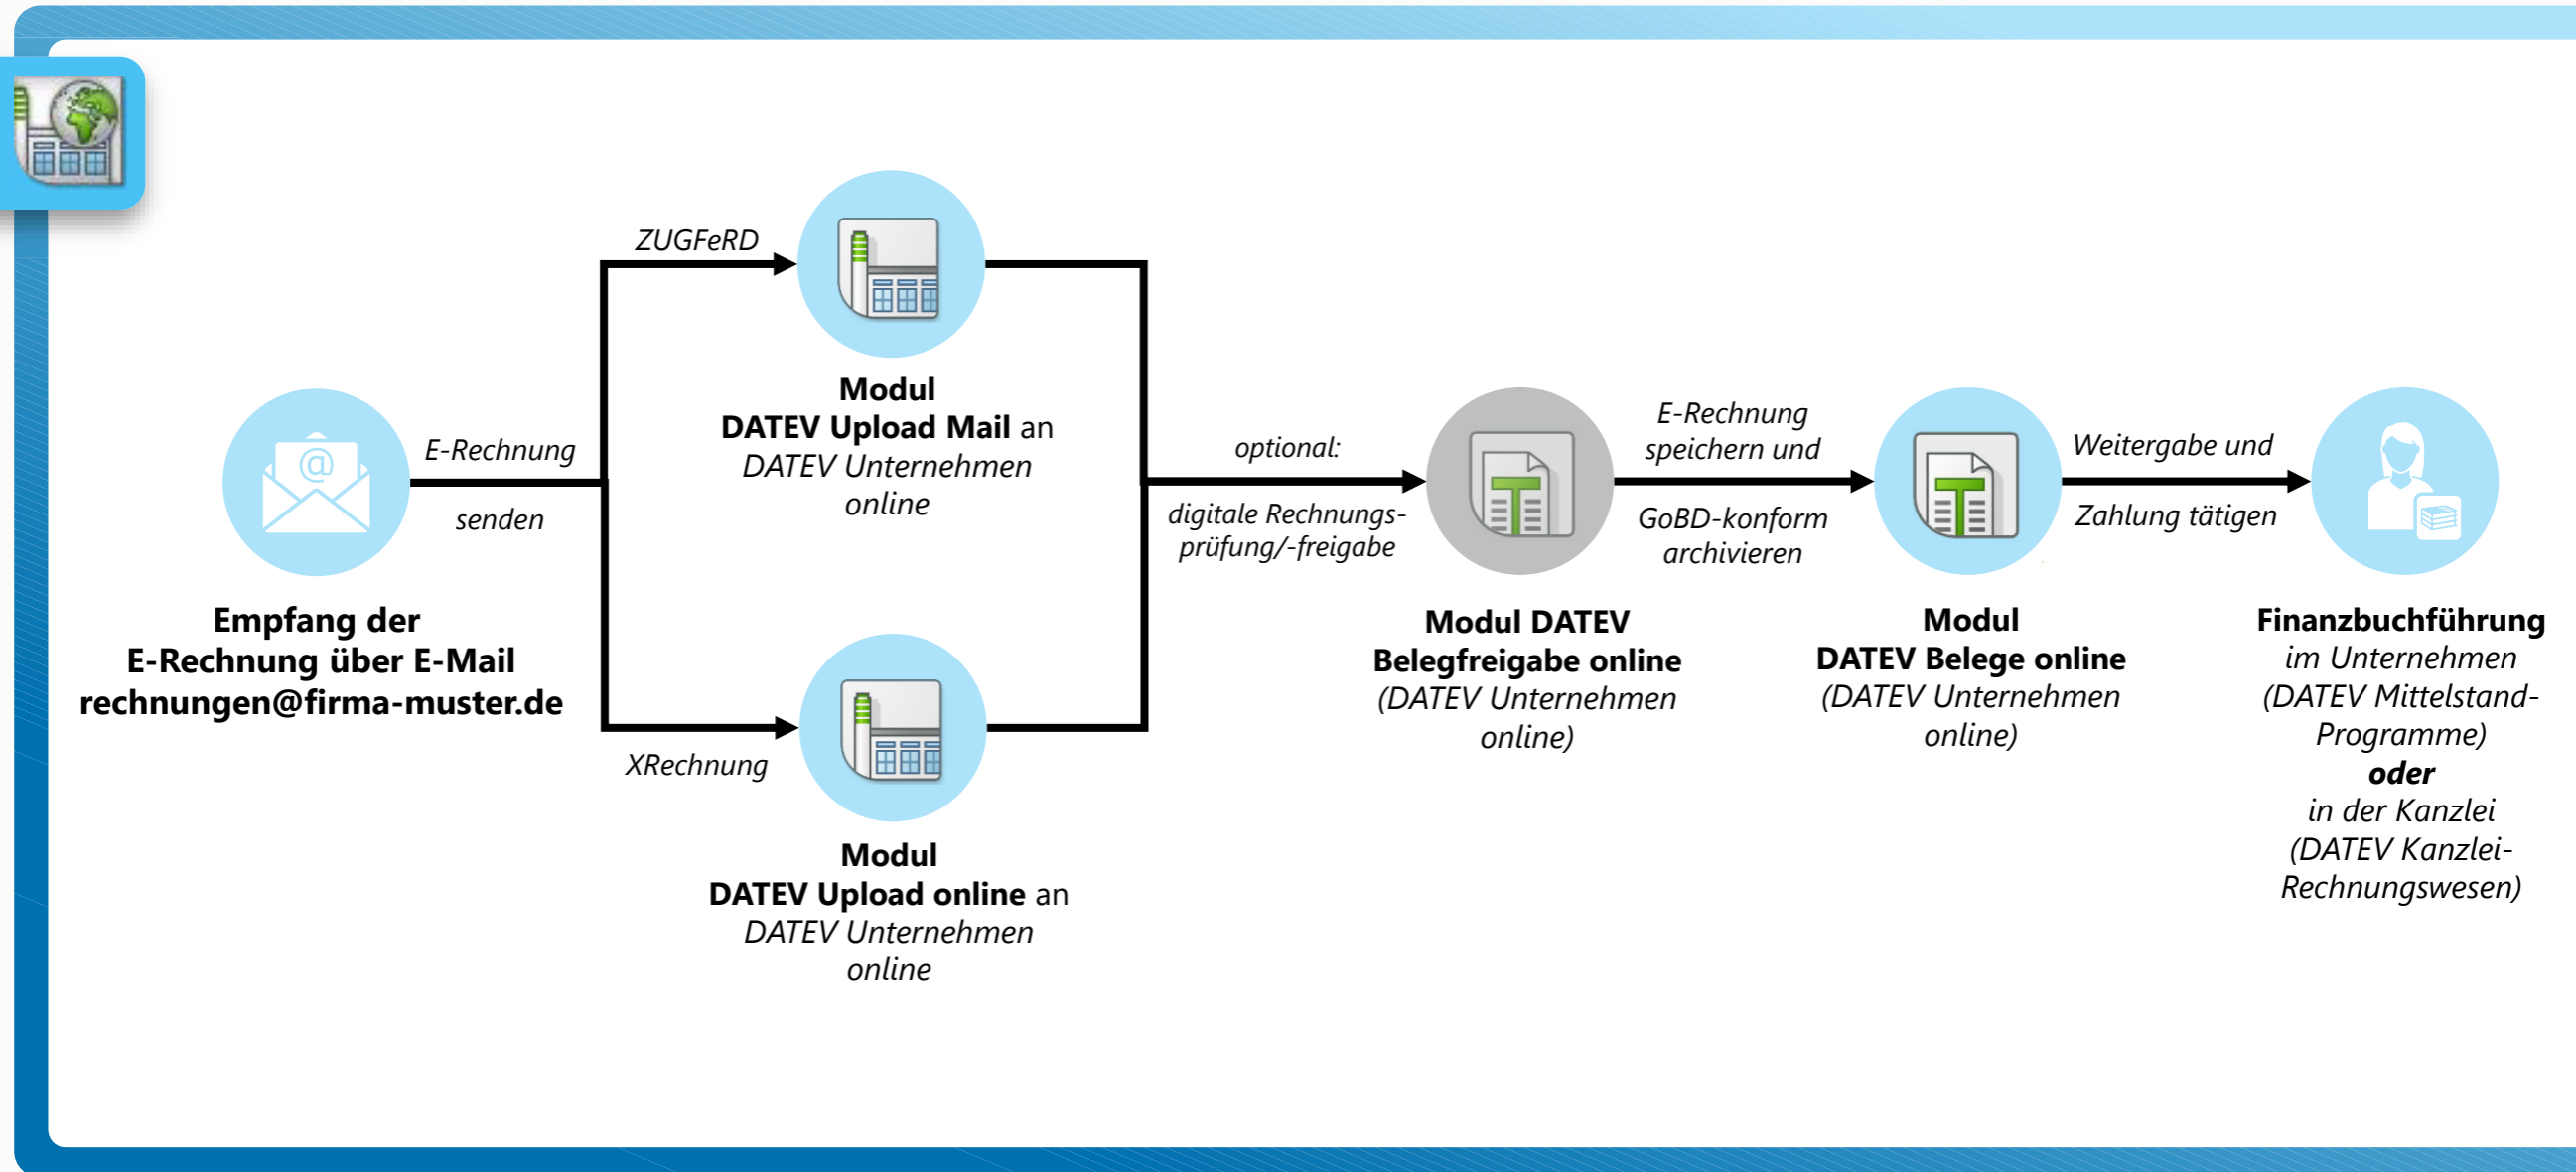 ZUGFeRD
Modul
DATEV Upload Mail an
DATEV Unternehmen
online
E-Rechnung
senden
@
Empfang der
E-Rechnung über E-Mail
rechnungen@firma-muster.de
XRechnung
Modul
DATEV Upload online an
DATEV Unternehmen
online
optional:
digitale Rechnungs-
prüfung/-freigabe
Modul DATEV
Belegfreigabe online
(DATEV Unternehmen
online)
E-Rechnung
speichern und
GoBD-konform
archivieren
Modul
DATEV Belege online
(DATEV Unternehmen
online)
Weitergabe und
Zahlung tätigen
Finanzbuchführung
im Unternehmen
(DATEV Mittelstand-
Programme)
oder
in der Kanzlei
(DATEV Kanzlei-
Rechnungswesen)